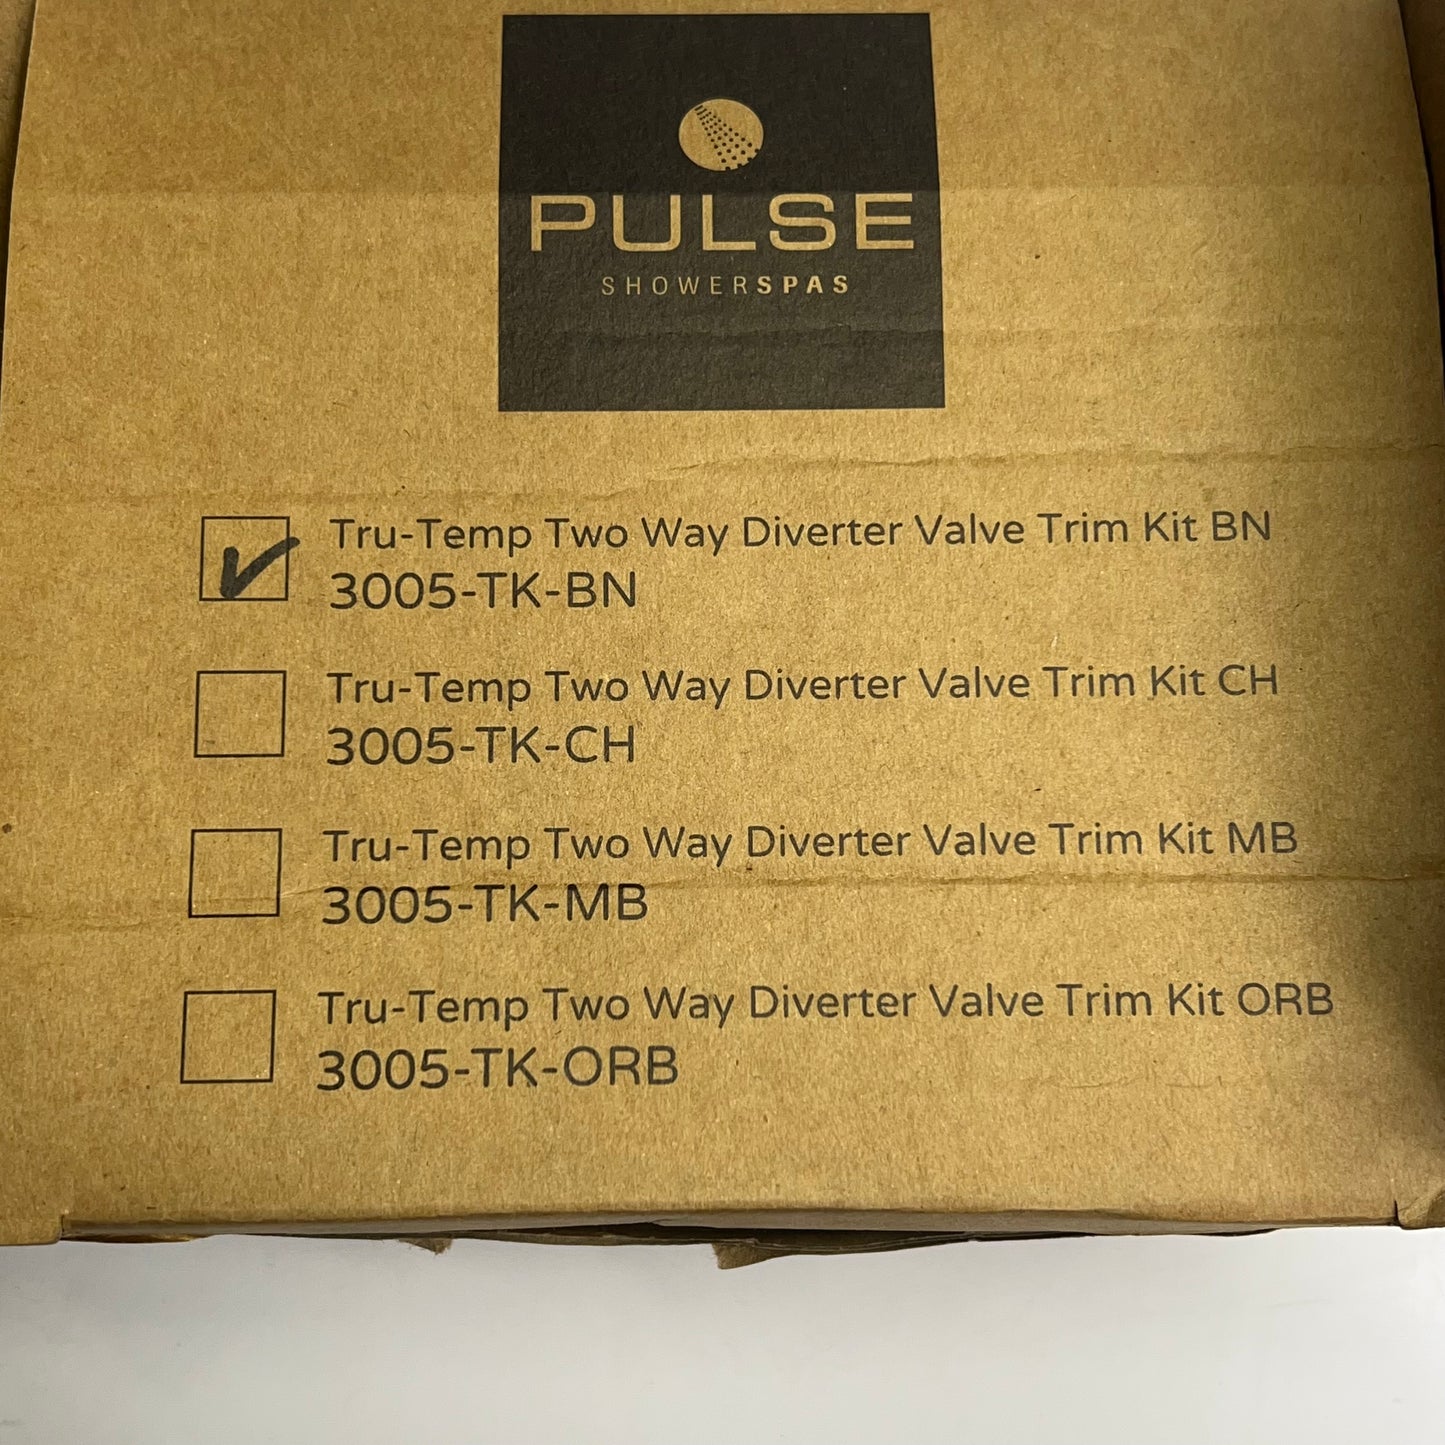 PULSE
SHOWERSPAS
Tru-Temp Two Way Diverter Valve Trim Kit BN
3005-TK-BN
Tru-Temp Two Way Diverter Valve Trim Kit CH
3005-TK-CH
Tru-Temp Two Way Diverter Valve Trim Kit MB
3005-TK-MB
Tru-Temp Two Way Diverter Valve Trim Kit ORB
3005-TK-ORB